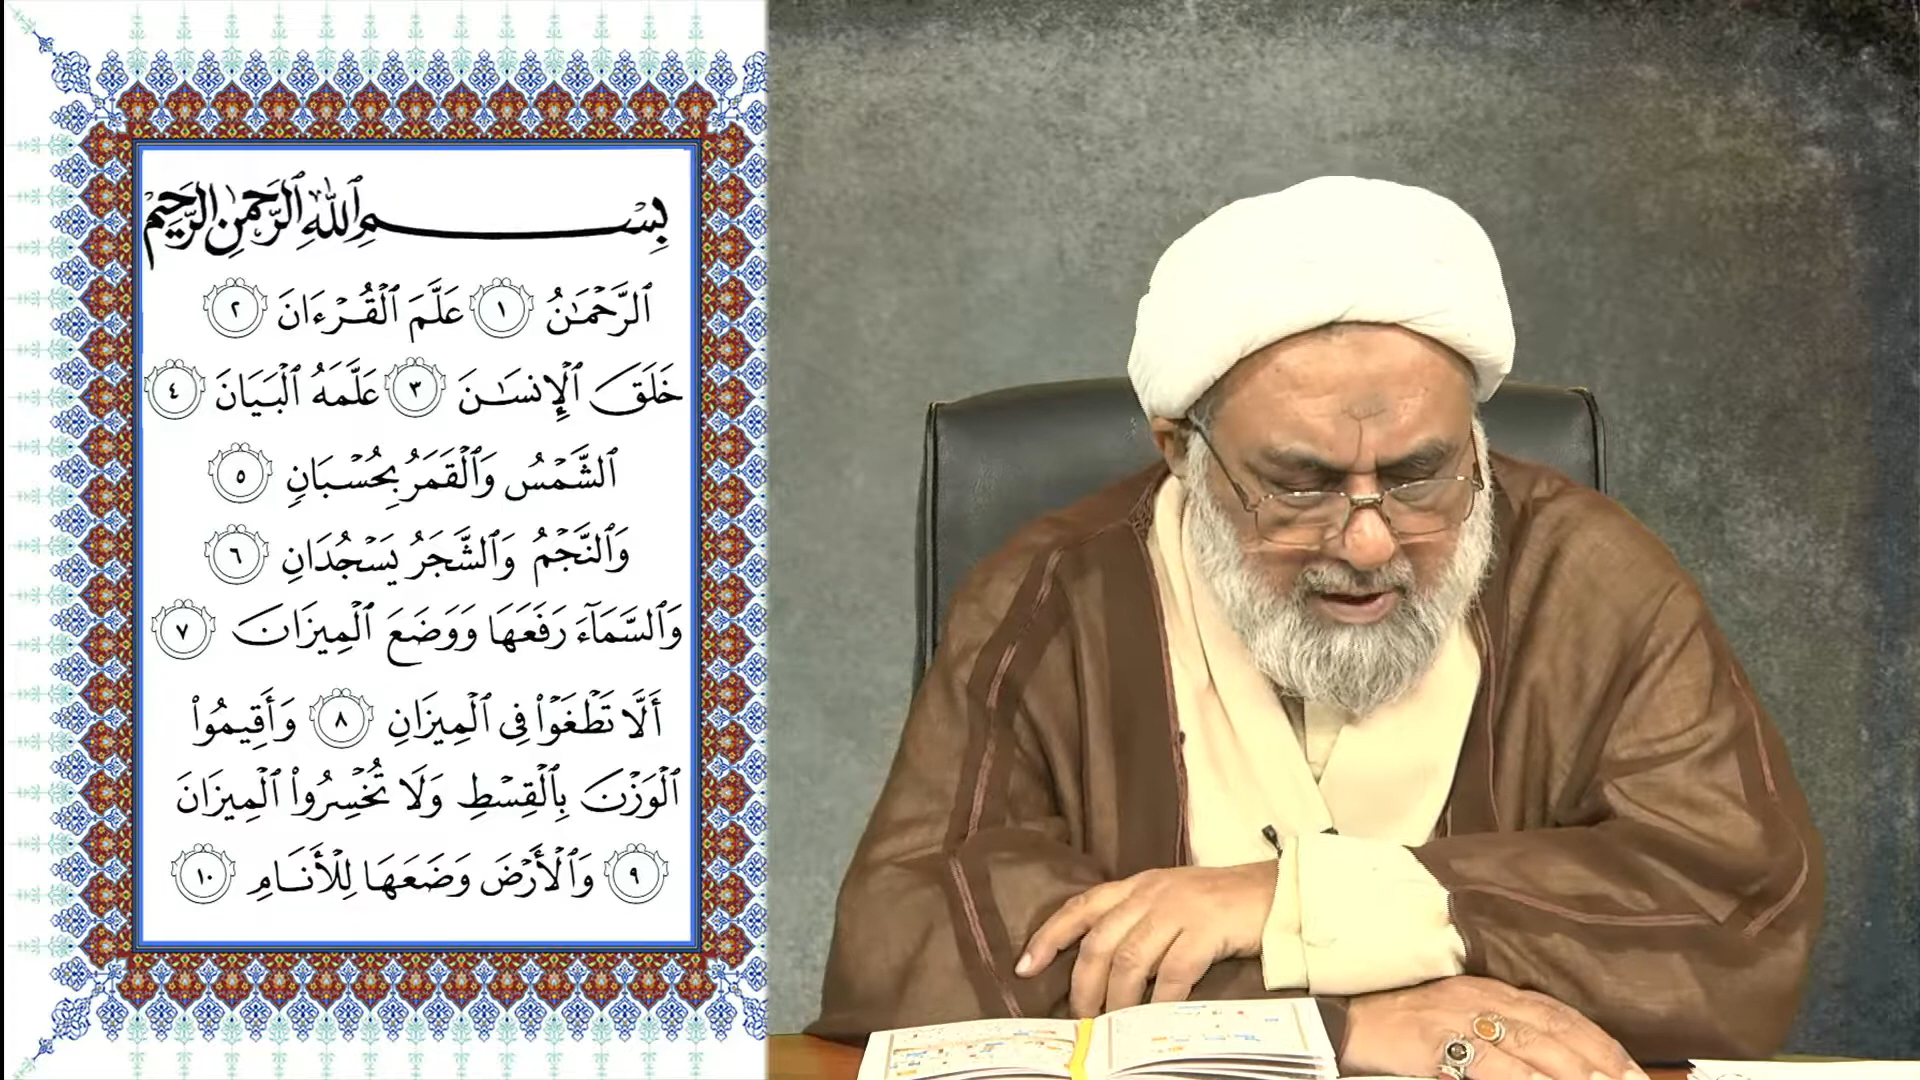 بِسْمِ ٱللَّهِ ٱلرَّحْمَٰنِ ٱلرَّحِيمِ
ٱلرَّحْمَـٰنُ ١ عَلَّمَ ٱلْقُرْءَانَ ٢
خَلَقَ ٱلْإِنسَـٰنَ ٣ عَلَّمَهُ ٱلْبَيَانَ ٤
ٱلشَّمْسُ وَٱلْقَمَرُ بِحُسْبَانٍ ٥
وَٱلنَّجْمُ وَٱلشَّجَرُ يَسْجُدَانِ ٦
وَٱلسَّمَآءَ رَفَعَهَا وَوَضَعَ ٱلْمِيزَانَ ٧
أَلَّا تَطْغَوْا۟ فِى ٱلْمِيزَانِ ٨ وَأَقِيمُوا۟
ٱلْوَزْنَ بِٱلْقِسْطِ وَلَا تُخْسِرُوا۟ ٱلْمِيزَانَ
٩ وَٱلْأَرْضَ وَضَعَهَا لِلْأَنَامِ ١٠